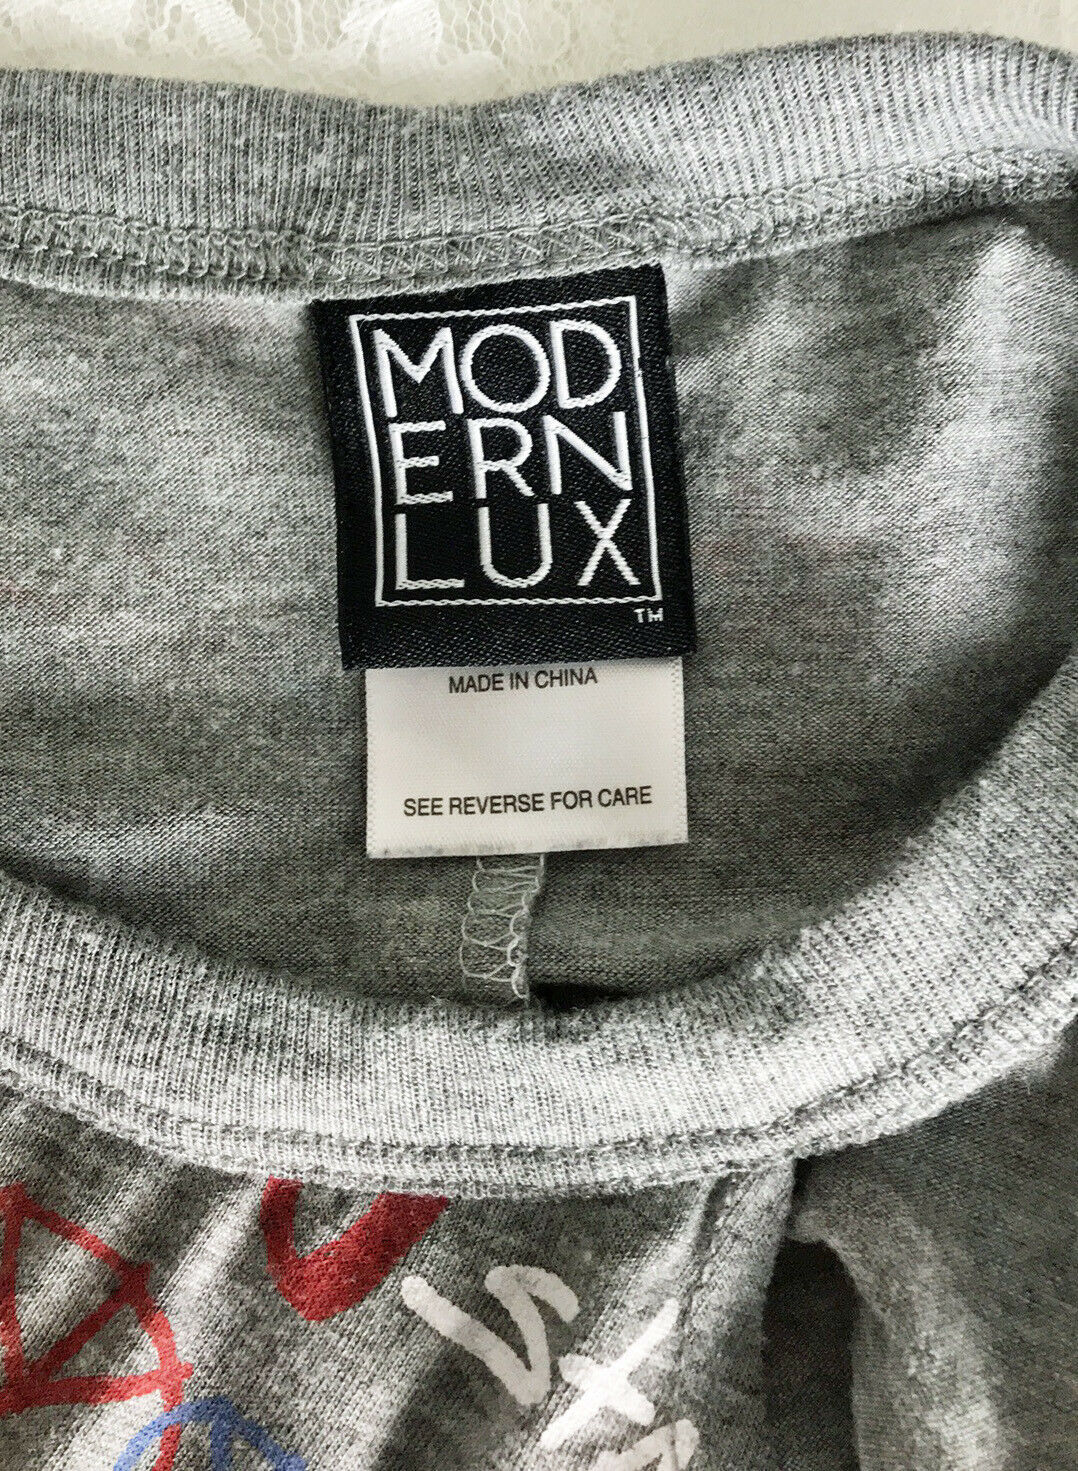 MOD
ERN
LUX
TM
MADE IN CHINA
SEE REVERSE FOR CARE